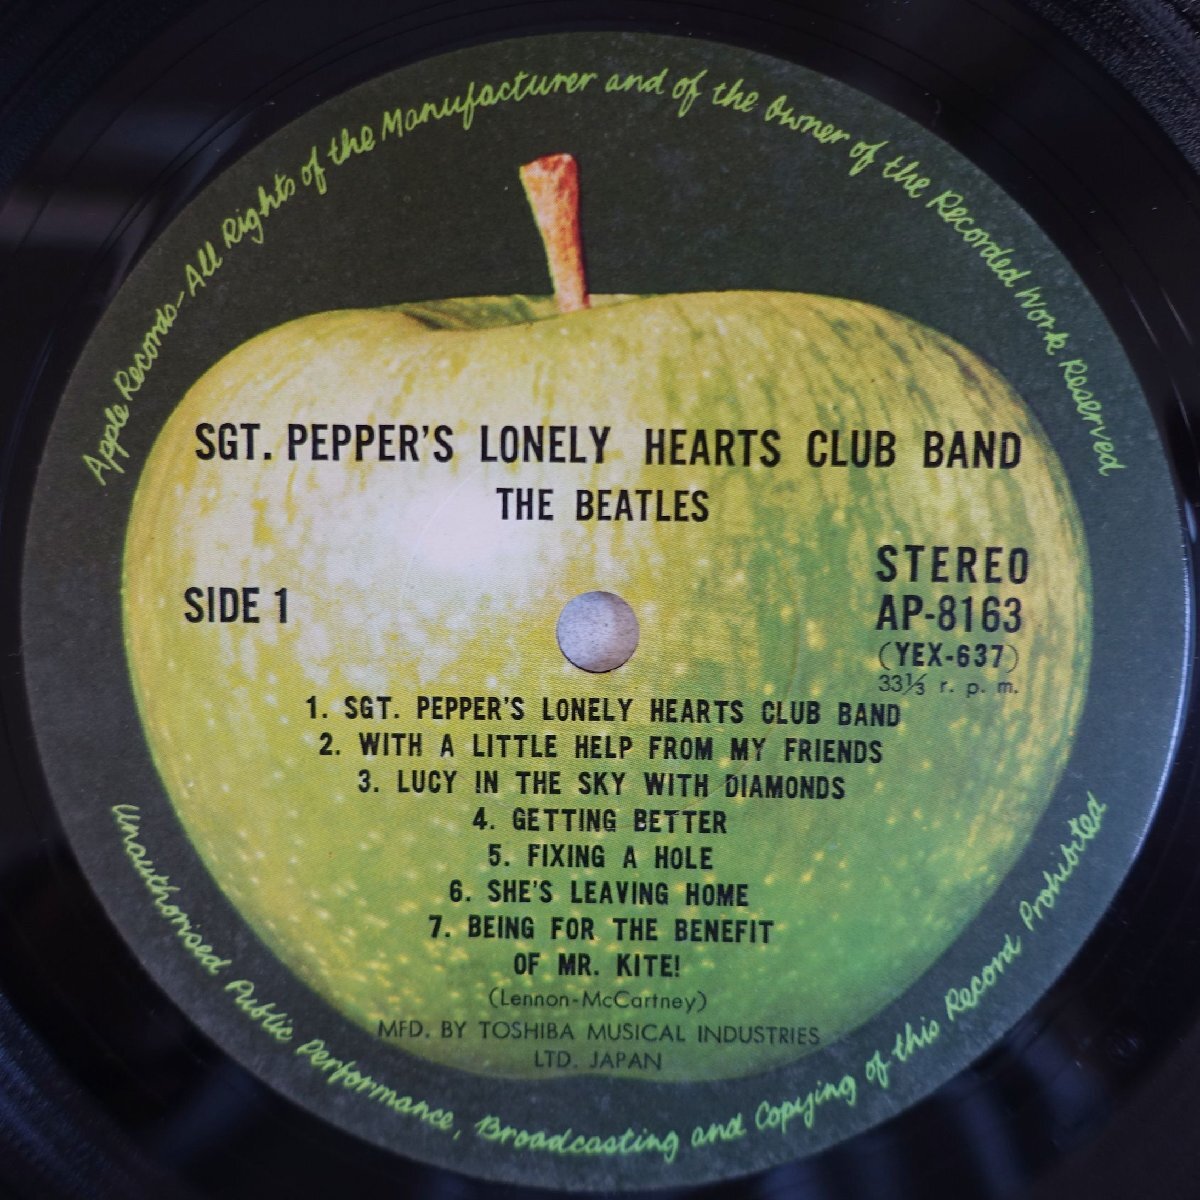 Apple Records-All Rights of the Manufacturer and of the Owner of the Recorded Work Reserved
SGT. PEPPER'S LONELY HEARTS CLUB BAND
THE BEATLES
SIDE 1
STEREO
AP-8163
(YEX-637)
33⅓ r. p. m.
1. SGT. PEPPER'S LONELY HEARTS CLUB BAND
2. WITH A LITTLE HELP FROM MY FRIENDS
3. LUCY IN THE SKY WITH DIAMONDS
4. GETTING BETTER
5. FIXING A HOLE
6. SHE'S LEAVING HOME
7. BEING FOR THE BENEFIT
OF MR. KITE!
(Lennon-McCartney)
MFD. BY TOSHIBA MUSICAL INDUSTRIES
LTD. JAPAN
Unauthorised Public Performance, Broadcasting and Copying of this Record Prohibited